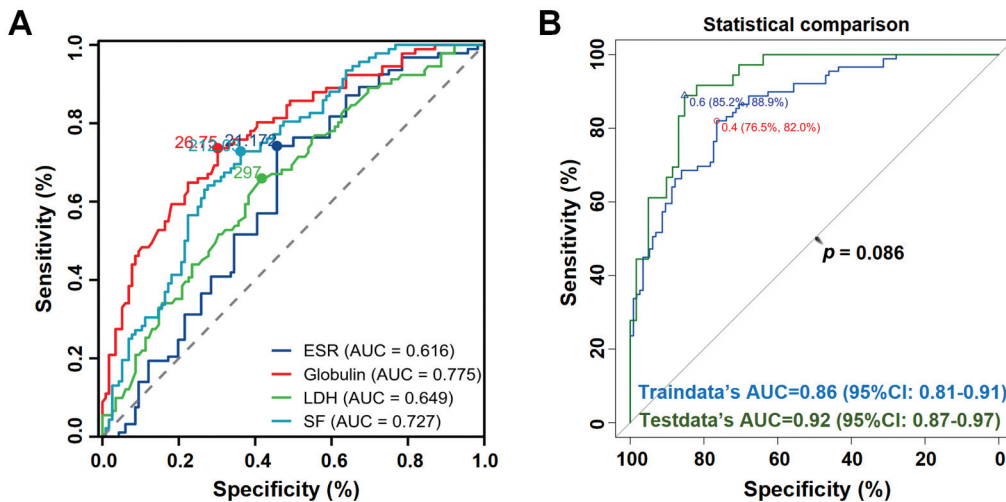 A
1.0
0.8
0.6
0.4
0.2
0.0
Sensitivity (%)
26.75
21.172
297
ESR (AUC = 0.616)
Globulin (AUC = 0.775)
LDH (AUC = 0.649)
SF (AUC = 0.727)
0.0 0.2 0.4 0.6 0.8 1.0
Specificity (%)
B
Statistical comparison
100
80
60
40
20
0
Sensitivity (%)
0.6 (85.2%, 88.9%)
0.4 (76.5%, 82.0%)
p = 0.086
Traindata's AUC=0.86 (95%CI: 0.81-0.91)
Testdata's AUC=0.92 (95%CI: 0.87-0.97)
100 80 60 40 20 0
Specificity (%)